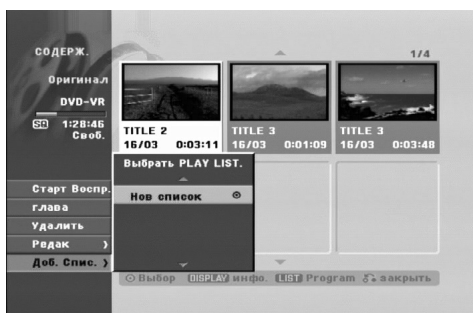 СОДЕРЖ.
1/4
Оригинал
DVD-VR
SQ 1:28:46
Своб.
TITLE 2
16/03 0:03:11
TITLE 3
16/03 0:01:09
TITLE 3
16/03 0:03:48
Выбрать PLAY LIST.
Нов список
Старт Воспр.
глава
Удалить
Редак
Доб. Спис.
Выбор DISPLAY инфо. LIST Program закрыть